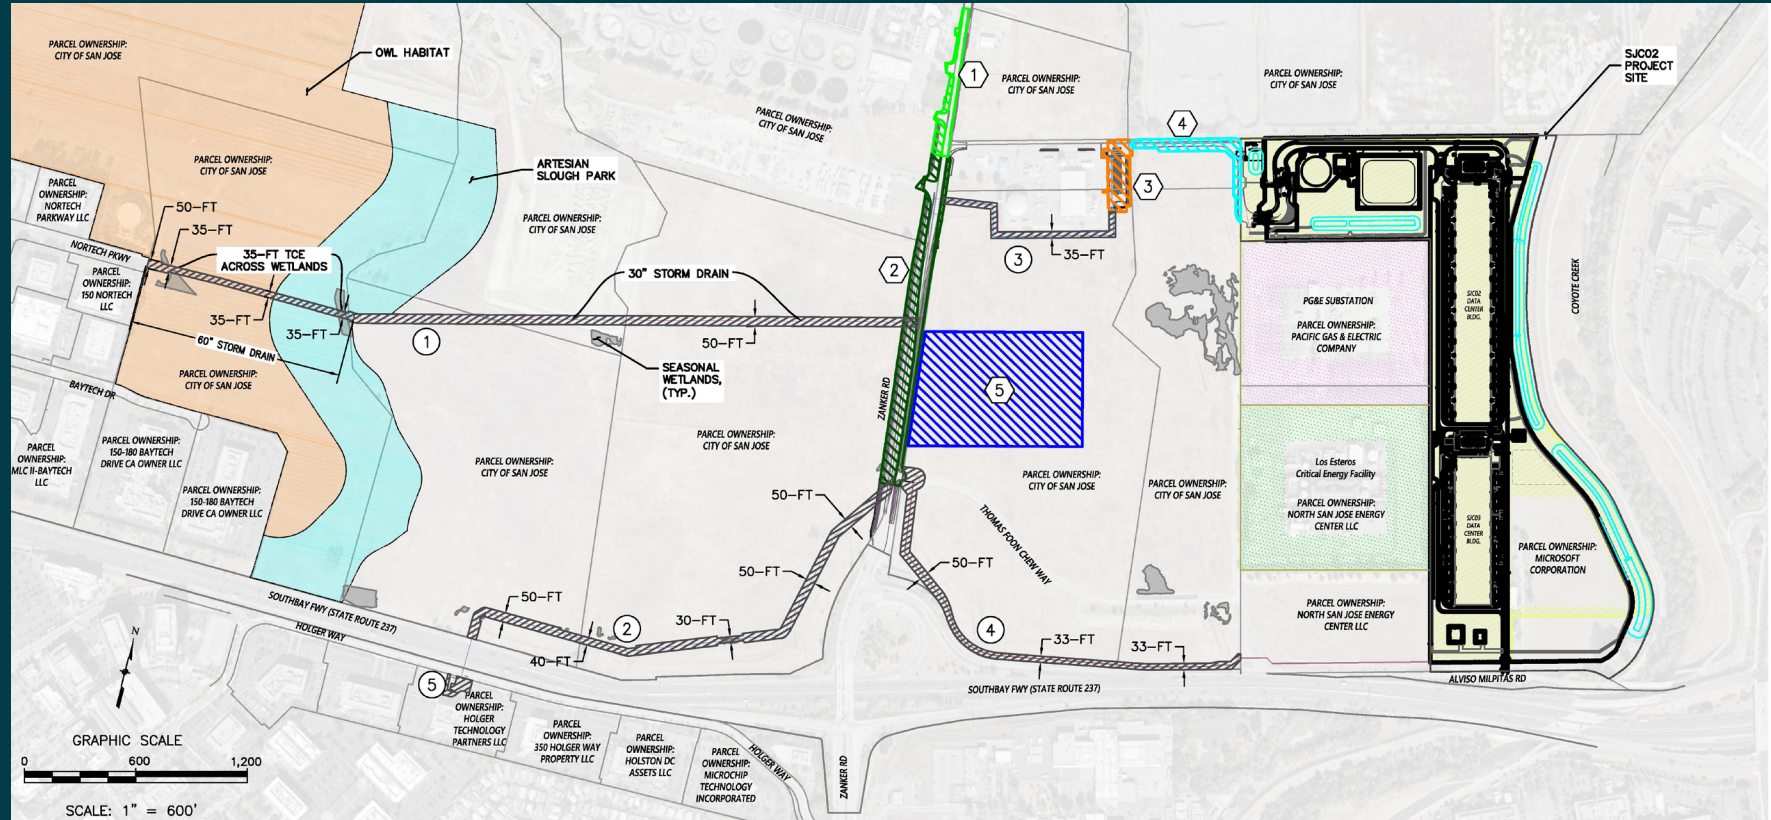 PARCEL OWNERSHIP:
CITY OF SAN JOSE
OWL HABITAT
1
PARCEL OWNERSHIP:
CITY OF SAN JOSE
PARCEL OWNERSHIP:
CITY OF SAN JOSE
SJC02
PROJECT
SITE
PARCEL OWNERSHIP:
CITY OF SAN JOSE
4
PARCEL OWNERSHIP:
CITY OF SAN JOSE
ARTESIAN
SLOUGH PARK
3
PARCEL
OWNERSHIP:
NORTECH
PARKWAY LLC
50-FT
35-FT
PARCEL OWNERSHIP:
CITY OF SAN JOSE
NORTECH PKWY
35-FT TCE
ACROSS WETLANDS
2
3
35-FT
30" STORM DRAIN
PARCEL
OWNERSHIP:
150 NORTECH
LLC
35-FT
35-FT
60" STORM DRAIN
1
50-FT
SEASONAL
WETLANDS,
(TYP.)
PG&E SUBSTATION
PARCEL OWNERSHIP:
PACIFIC GAS & ELECTRIC
COMPANY
SJC02
DATA
CENTER
BLDG.
COYOTE CREEK
PARCEL OWNERSHIP:
CITY OF SAN JOSE
BAYTECH DR
ZANKER RD
5
PARCEL
OWNERSHIP:
MLC II-BAYTECH
LLC
PARCEL OWNERSHIP:
150-180 BAYTECH
DRIVE CA OWNER LLC
PARCEL OWNERSHIP:
150-180 BAYTECH
DRIVE CA OWNER LLC
PARCEL OWNERSHIP:
CITY OF SAN JOSE
PARCEL OWNERSHIP:
CITY OF SAN JOSE
PARCEL OWNERSHIP:
CITY OF SAN JOSE
PARCEL OWNERSHIP:
CITY OF SAN JOSE
Los Esteros
Critical Energy Facility
PARCEL OWNERSHIP:
NORTH SAN JOSE ENERGY
CENTER LLC
SJC03
DATA
CENTER
BLDG.
PARCEL OWNERSHIP:
MICROSOFT
CORPORATION
50-FT
THOMAS FOON CHEW WAY
50-FT
50-FT
SOUTHBAY FWY (STATE ROUTE 237)
HOLGER WAY
50-FT
2
30-FT
40-FT
4
33-FT
33-FT
PARCEL OWNERSHIP:
NORTH SAN JOSE ENERGY
CENTER LLC
SOUTHBAY FWY (STATE ROUTE 237)
ALVISO MILPITAS RD
N
5
PARCEL
OWNERSHIP:
HOLGER
TECHNOLOGY
PARTNERS LLC
PARCEL
OWNERSHIP:
350 HOLGER WAY
PROPERTY LLC
PARCEL
OWNERSHIP:
HOLSTON DC
ASSETS LLC
PARCEL
OWNERSHIP:
MICROCHIP
TECHNOLOGY
INCORPORATED
HOLGER WAY
ZANKER RD
GRAPHIC SCALE
0 600 1,200
SCALE: 1" = 600'